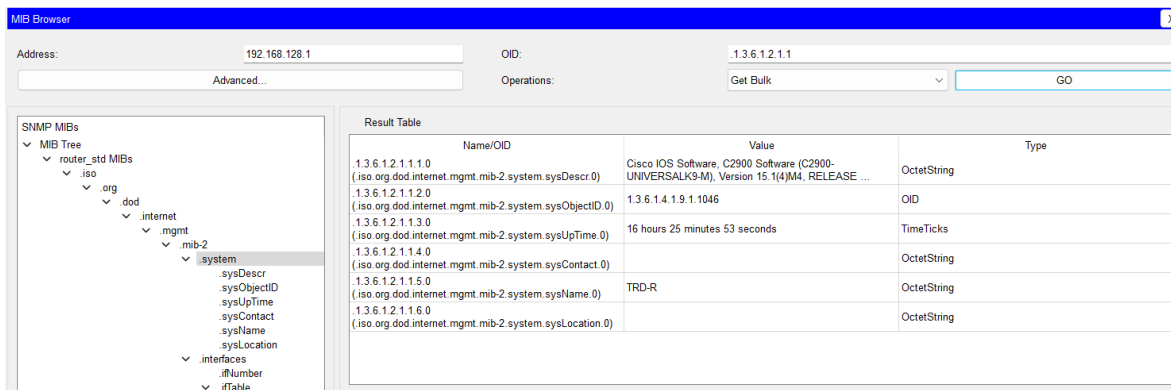 MIB Browser
Address: 192.168.128.1 OID: .1.3.6.1.2.1.1
Advanced... Operations: Get Bulk GO
SNMP MIBs
MIB Tree
router_std MIBs
.iso
.org
.dod
.internet
.mgmt
.mib-2
.system
.sysDescr
.sysObjectID
.sysUpTime
.sysContact
.sysName
.sysLocation
.interfaces
.ifNumber
.ifTable
Result Table
Name/OID Value Type
.1.3.6.1.2.1.1.1.0 Cisco IOS Software, C2900 Software (C2900-
(.iso.org.dod.internet.mgmt.mib-2.system.sysDescr.0) UNIVERSALK9-M), Version 15.1(4)M4, RELEASE ... OctetString
.1.3.6.1.2.1.1.2.0
(.iso.org.dod.internet.mgmt.mib-2.system.sysObjectID.0) 1.3.6.1.4.1.9.1.1046 OID
.1.3.6.1.2.1.1.3.0
(.iso.org.dod.internet.mgmt.mib-2.system.sysUpTime.0) 16 hours 25 minutes 53 seconds TimeTicks
.1.3.6.1.2.1.1.4.0
(.iso.org.dod.internet.mgmt.mib-2.system.sysContact.0) OctetString
.1.3.6.1.2.1.1.5.0
(.iso.org.dod.internet.mgmt.mib-2.system.sysName.0) TRD-R OctetString
.1.3.6.1.2.1.1.6.0
(.iso.org.dod.internet.mgmt.mib-2.system.sysLocation.0) OctetString